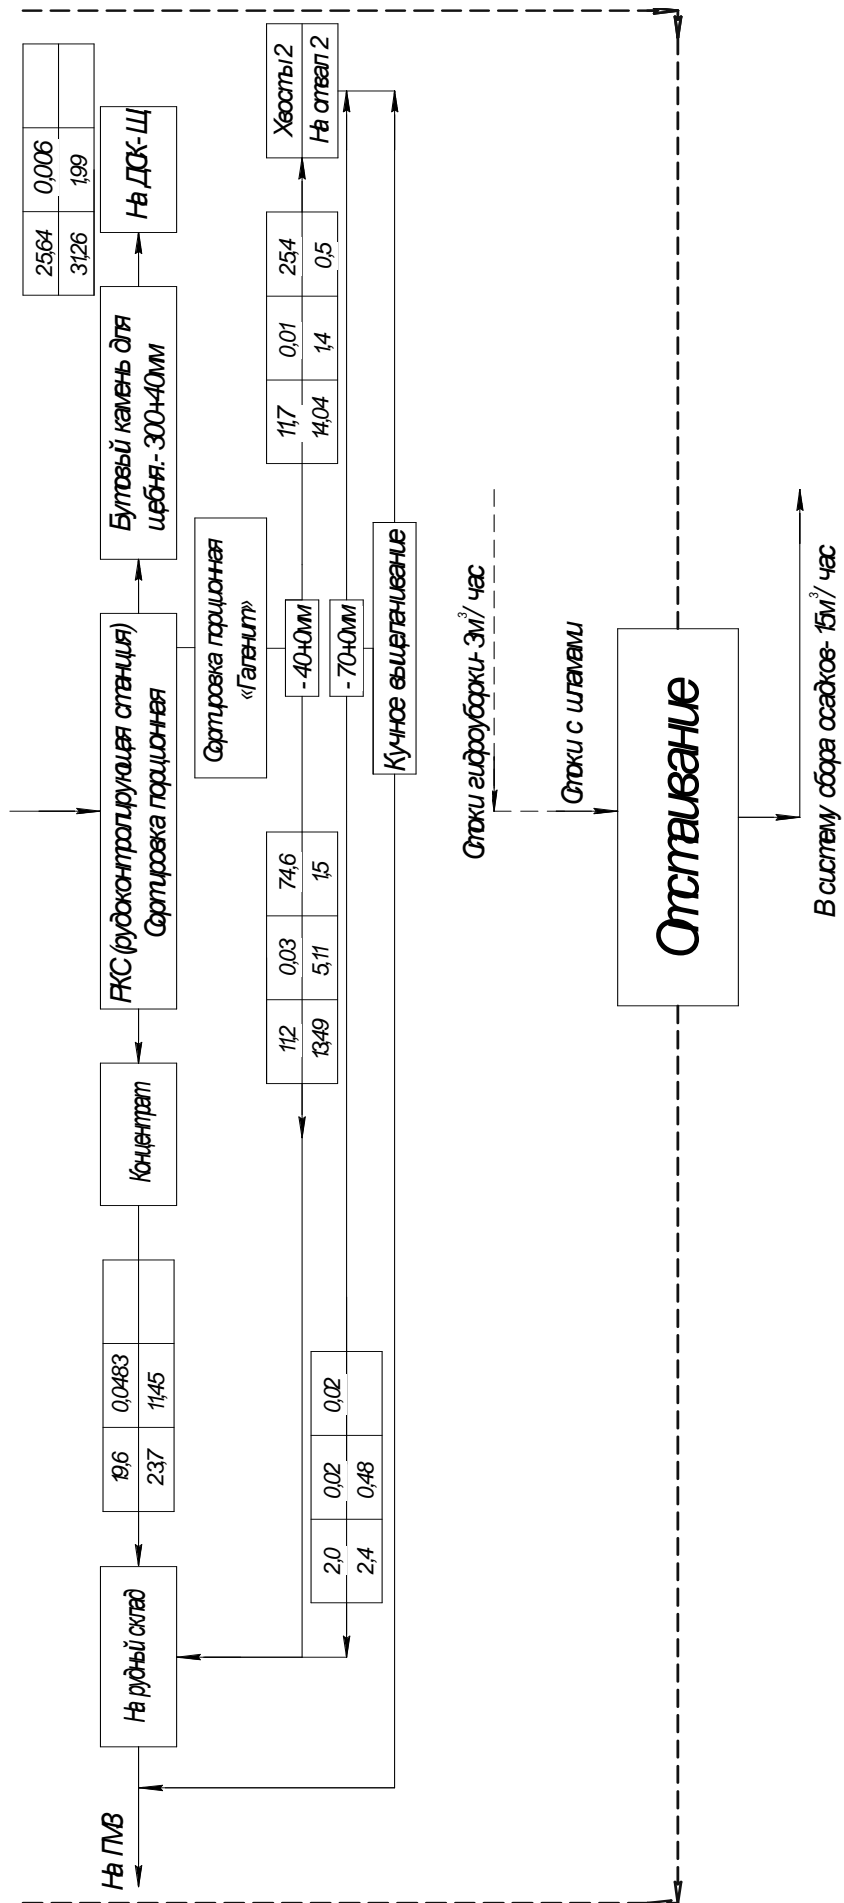 25,64 0,006
31,26 1,99
На ПМВ
На рудный склад
19,6 0,0483
23,7 11,45
Концентрат
РКС (рудоконтролирующая станция)
Сортировка порционная
Бутовый камень для
щебня.- 300+40мм
На ДСК-Щ
Сортировка порционная
«Галенит»
11,2 0,03 74,6
13,49 5,11 1,5
- 40+0мм
11,7 0,01 25,4
14,04 1,4 0,5
Хвосты 2
На отвал 2
2,0 0,02 0,02
2,4 0,48
- 70+0мм
Кучное выщелачивание
Стоки гидроуборки- 3м³/ час
Стоки с шламами
Отстаивание
В систему сбора осадков- 15м³/ час